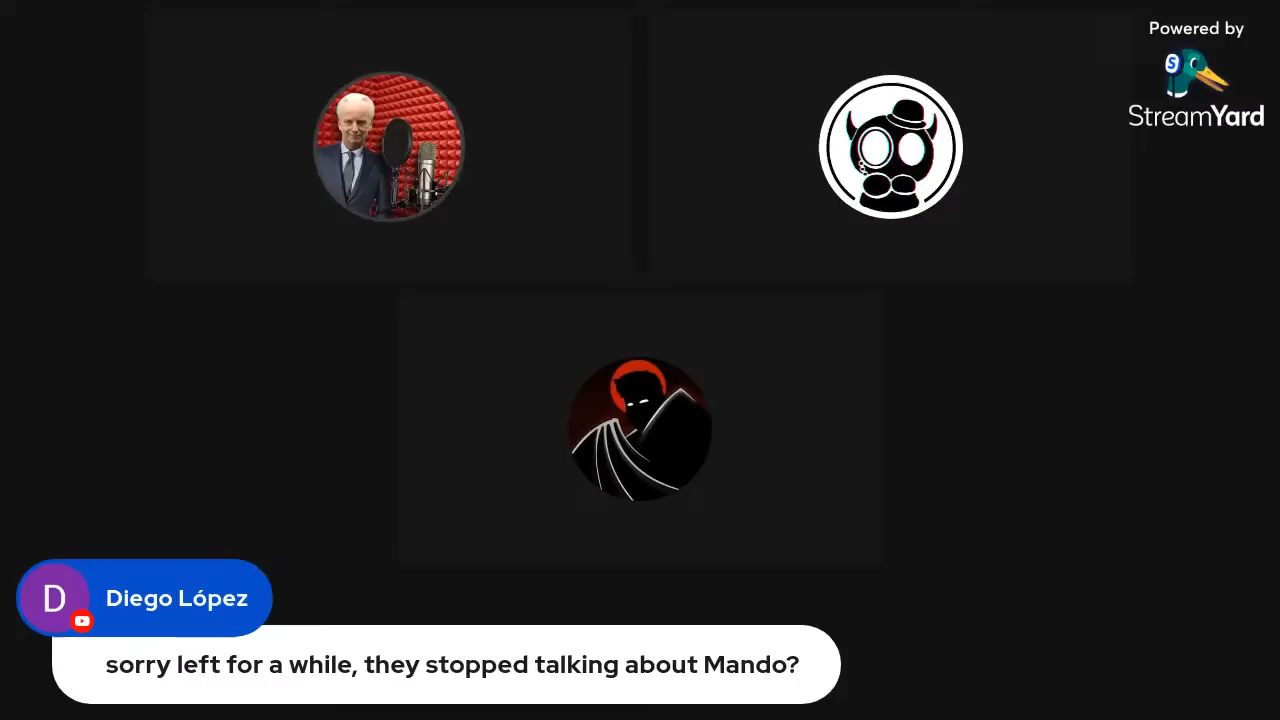 Powered by
S
StreamYard
D
Diego López
sorry left for a while, they stopped talking about Mando?